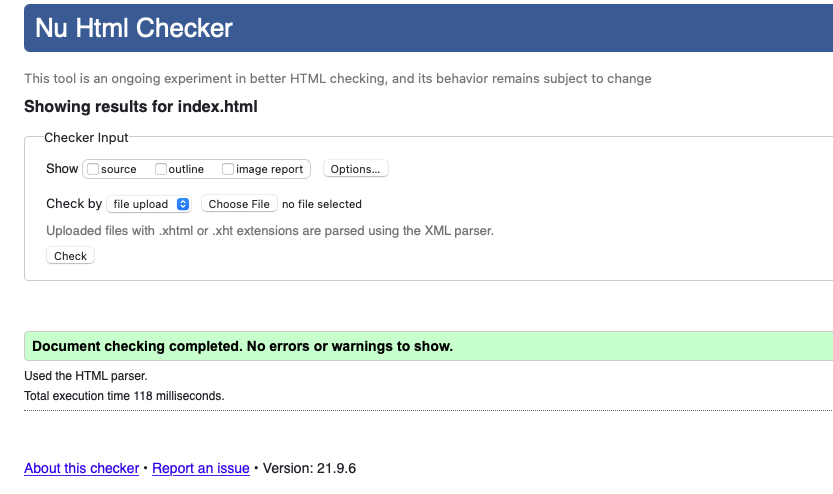 Nu Html Checker
This tool is an ongoing experiment in better HTML checking, and its behavior remains subject to change
Showing results for index.html
Checker Input
Show source outline image report Options...
Check by file upload Choose File no file selected
Uploaded files with .xhtml or .xht extensions are parsed using the XML parser.
Check
Document checking completed. No errors or warnings to show.
Used the HTML parser.
Total execution time 118 milliseconds.
About this checker • Report an issue • Version: 21.9.6